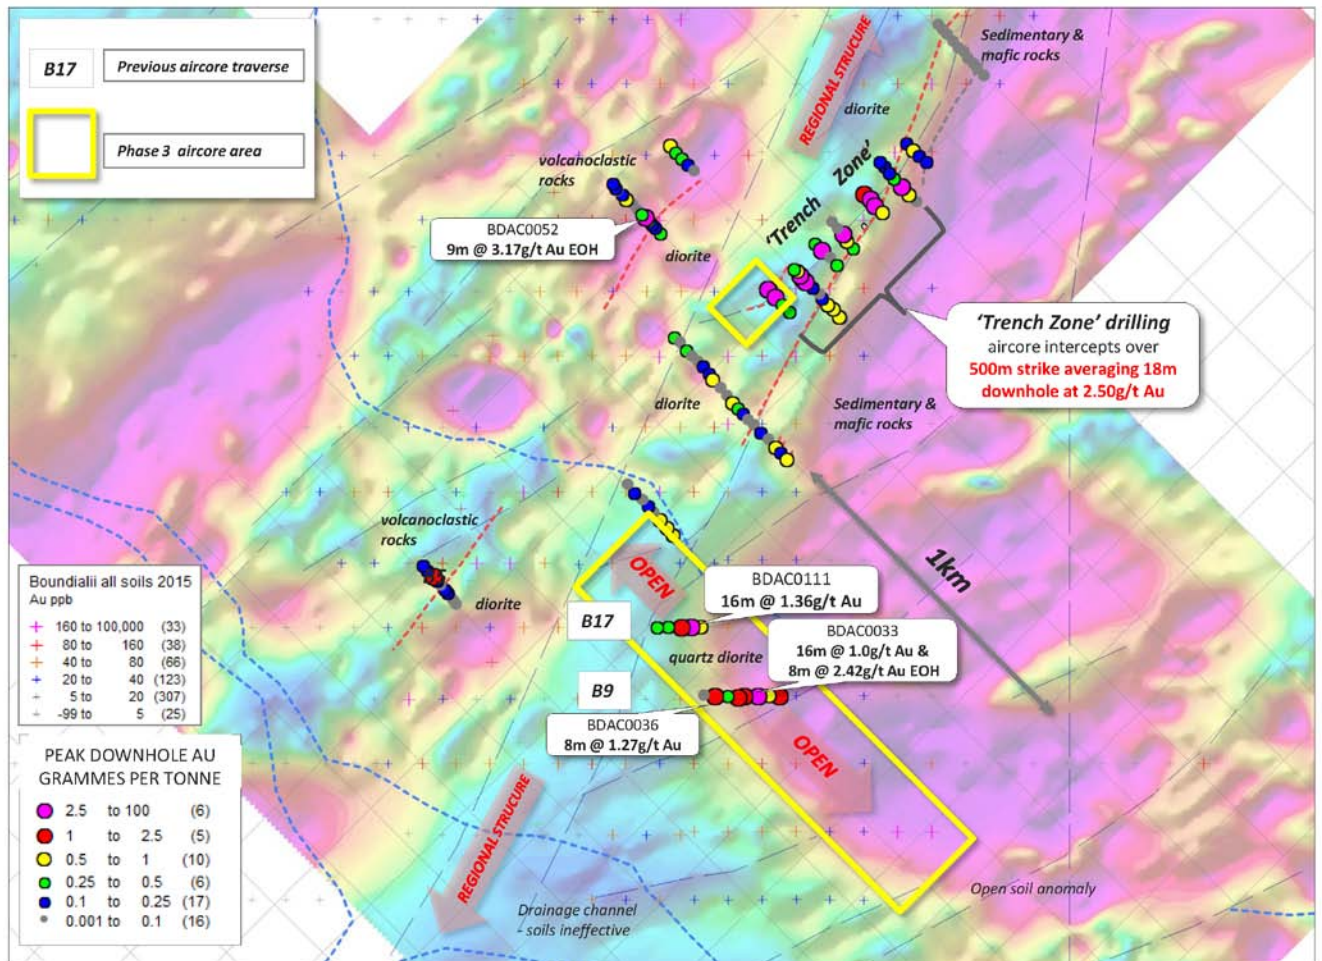 B17
Previous aircore traverse
Phase 3 aircore area
REGIONAL STRUCURE
Sedimentary &
mafic rocks
diorite
volcanoclastic
rocks
'Trench Zone'
BDAC0052
9m @ 3.17g/t Au EOH
diorite
'Trench Zone' drilling
aircore intercepts over
500m strike averaging 18m
downhole at 2.50g/t Au
diorite
Sedimentary &
mafic rocks
volcanoclastic
rocks
diorite
1km
OPEN
BDAC0111
16m @ 1.36g/t Au
B17
BDAC0033
16m @ 1.0g/t Au &
8m @ 2.42g/t Au EOH
quartz diorite
B9
BDAC0036
8m @ 1.27g/t Au
OPEN
REGIONAL STRUCURE
Drainage channel
- soils ineffective
Open soil anomaly
Boundialii all soils 2015
Au ppb
160 to 100,000 (33)
80 to 160 (38)
40 to 80 (66)
20 to 40 (123)
5 to 20 (307)
-99 to 5 (25)
PEAK DOWNHOLE AU
GRAMMES PER TONNE
2.5 to 100 (6)
1 to 2.5 (5)
0.5 to 1 (10)
0.25 to 0.5 (6)
0.1 to 0.25 (17)
0.001 to 0.1 (16)